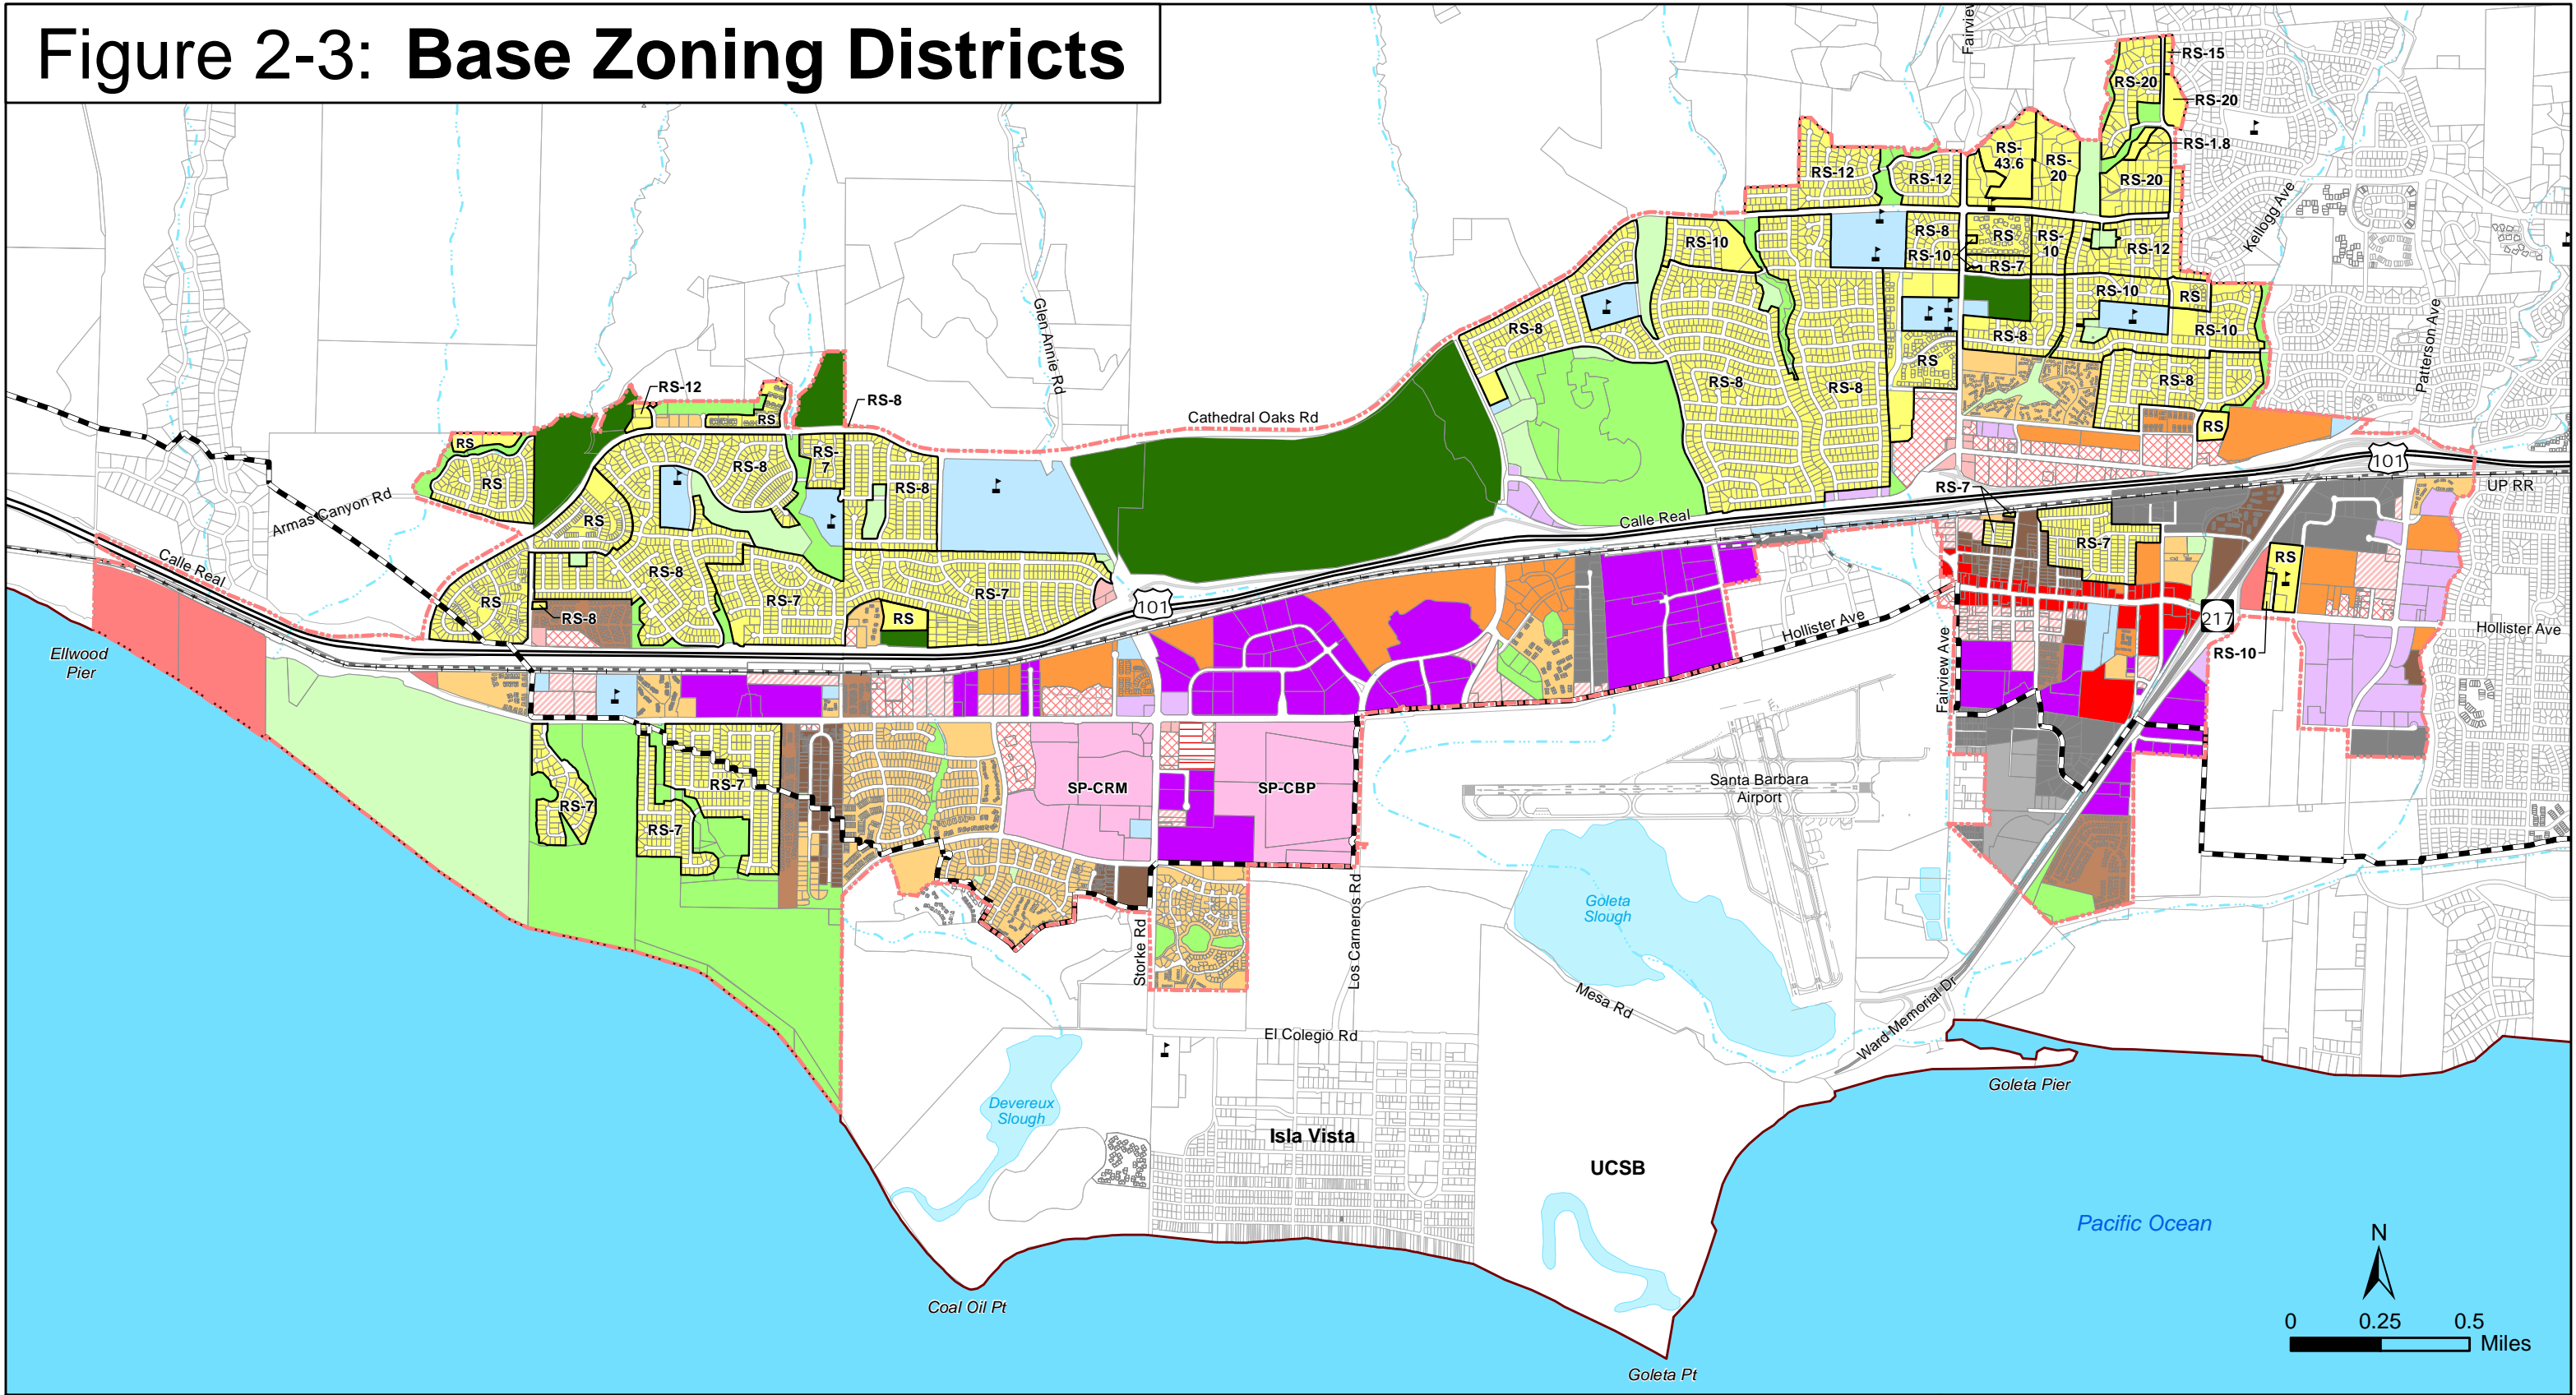 Figure 2-3: Base Zoning Districts
Fairview
RS-15
RS-20
RS-20
RS-1.8
RS-43.6
RS-20
RS-20
RS-12
RS-12
Kellogg Ave
RS-10
RS-8
RS-10
RS
RS-7
RS-10
RS-12
RS-10
RS
RS-10
RS-8
RS-8
RS
RS-8
RS-8
RS-8
RS
Patterson Ave
Glen Annie Rd
Cathedral Oaks Rd
RS-12
RS
RS-8
RS
RS
RS-8
RS-7
RS-8
RS
Armas Canyon Rd
Calle Real
RS
RS-8
RS-8
RS-7
RS
RS-7
101
Calle Real
101
UP RR
RS-7
RS-7
RS
217
RS-10
Hollister Ave
Hollister Ave
Fairview Ave
Ellwood
Pier
RS-7
RS-7
RS-7
SP-CRM
SP-CBP
Santa Barbara
Airport
Goleta
Slough
Storke Rd
Los Carneros Rd
Mesa Rd
Ward Memorial Dr
El Colegio Rd
Goleta Pier
Devereux
Slough
Isla Vista
UCSB
Pacific Ocean
Coal Oil Pt
Goleta Pt
N
0 0.25 0.5
Miles